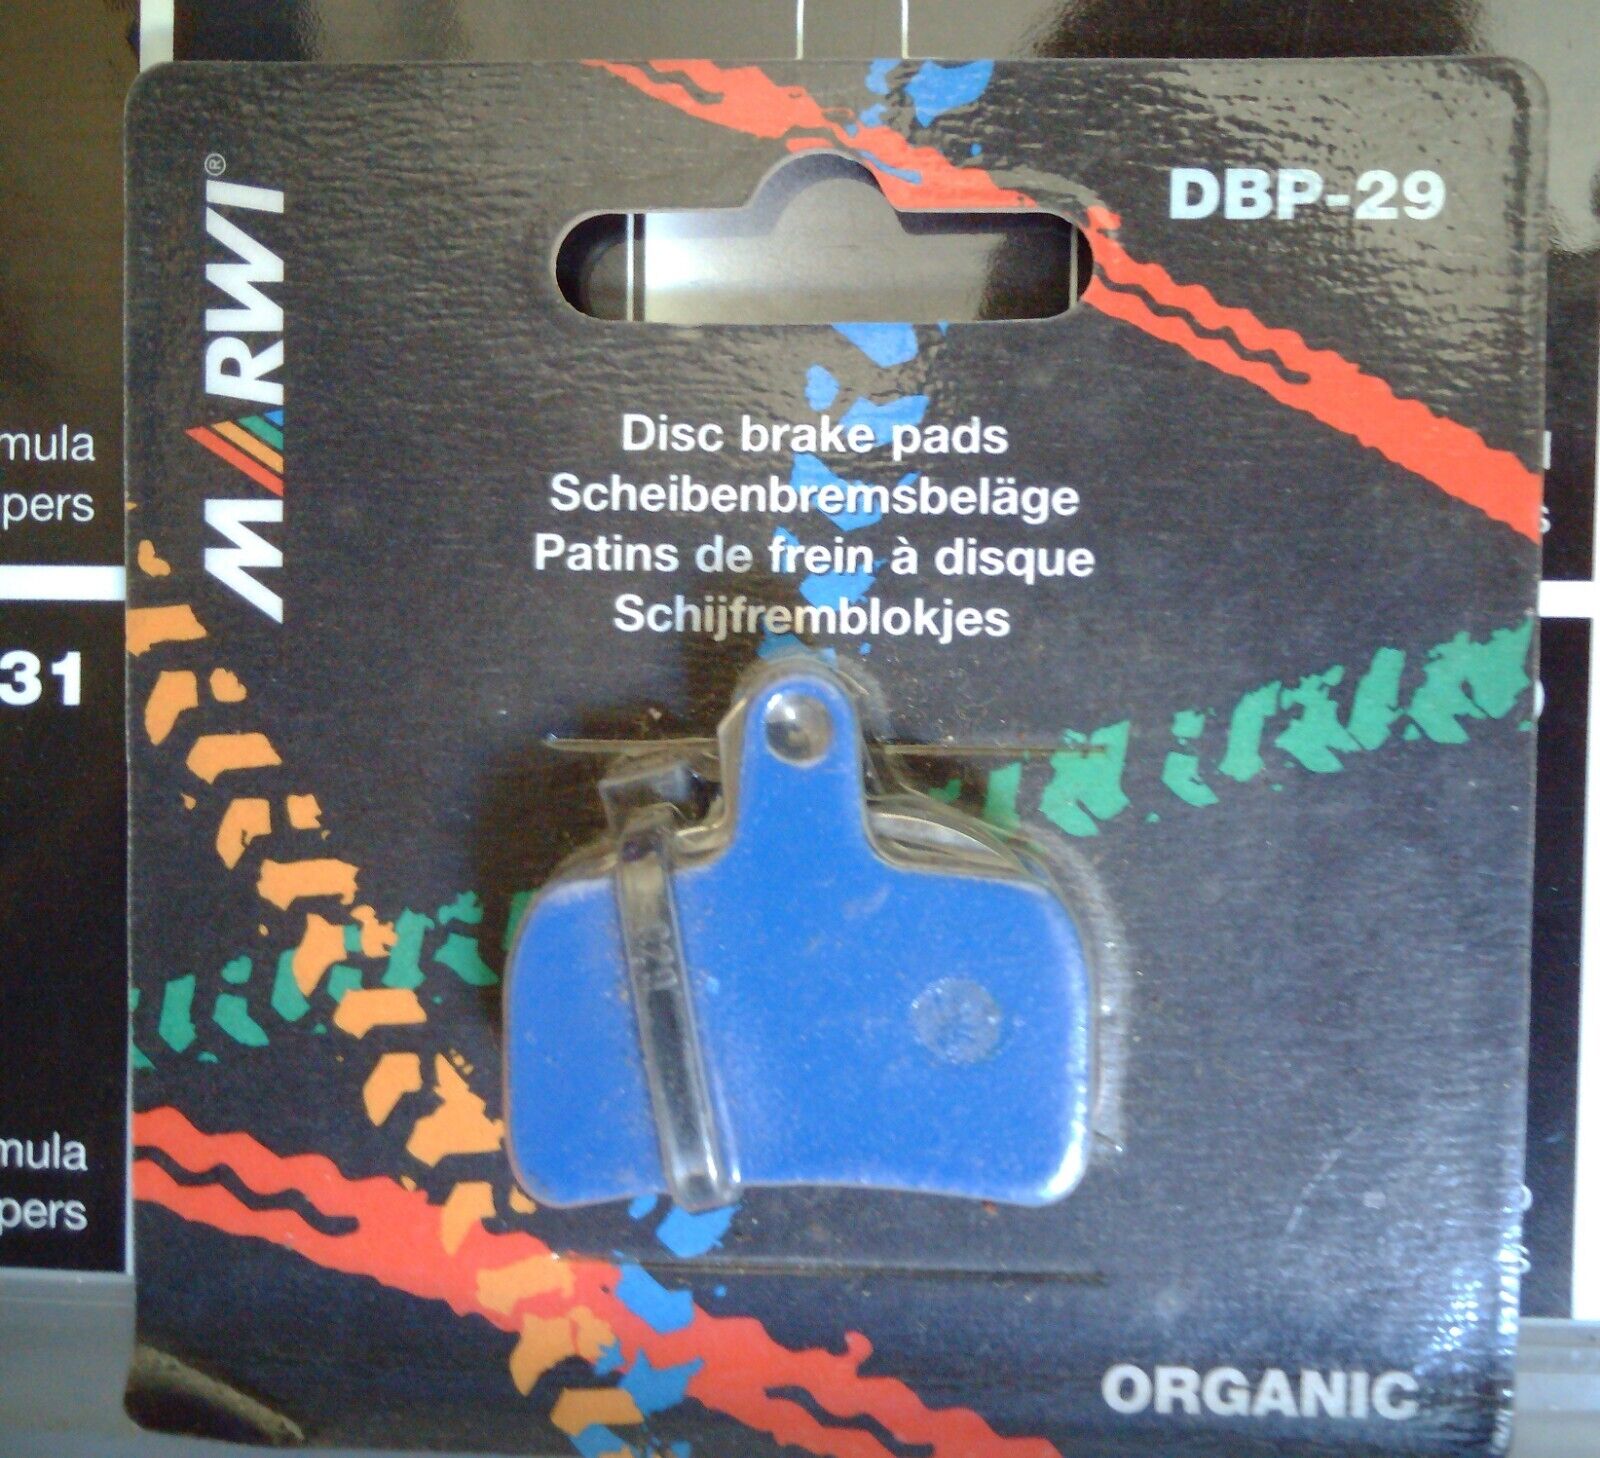 MARWI®
DBP-29
Disc brake pads
Scheibenbremsbeläge
Patins de frein à disque
Schijfremblokjes
ORGANIC
mula
pers
31
mula
pers